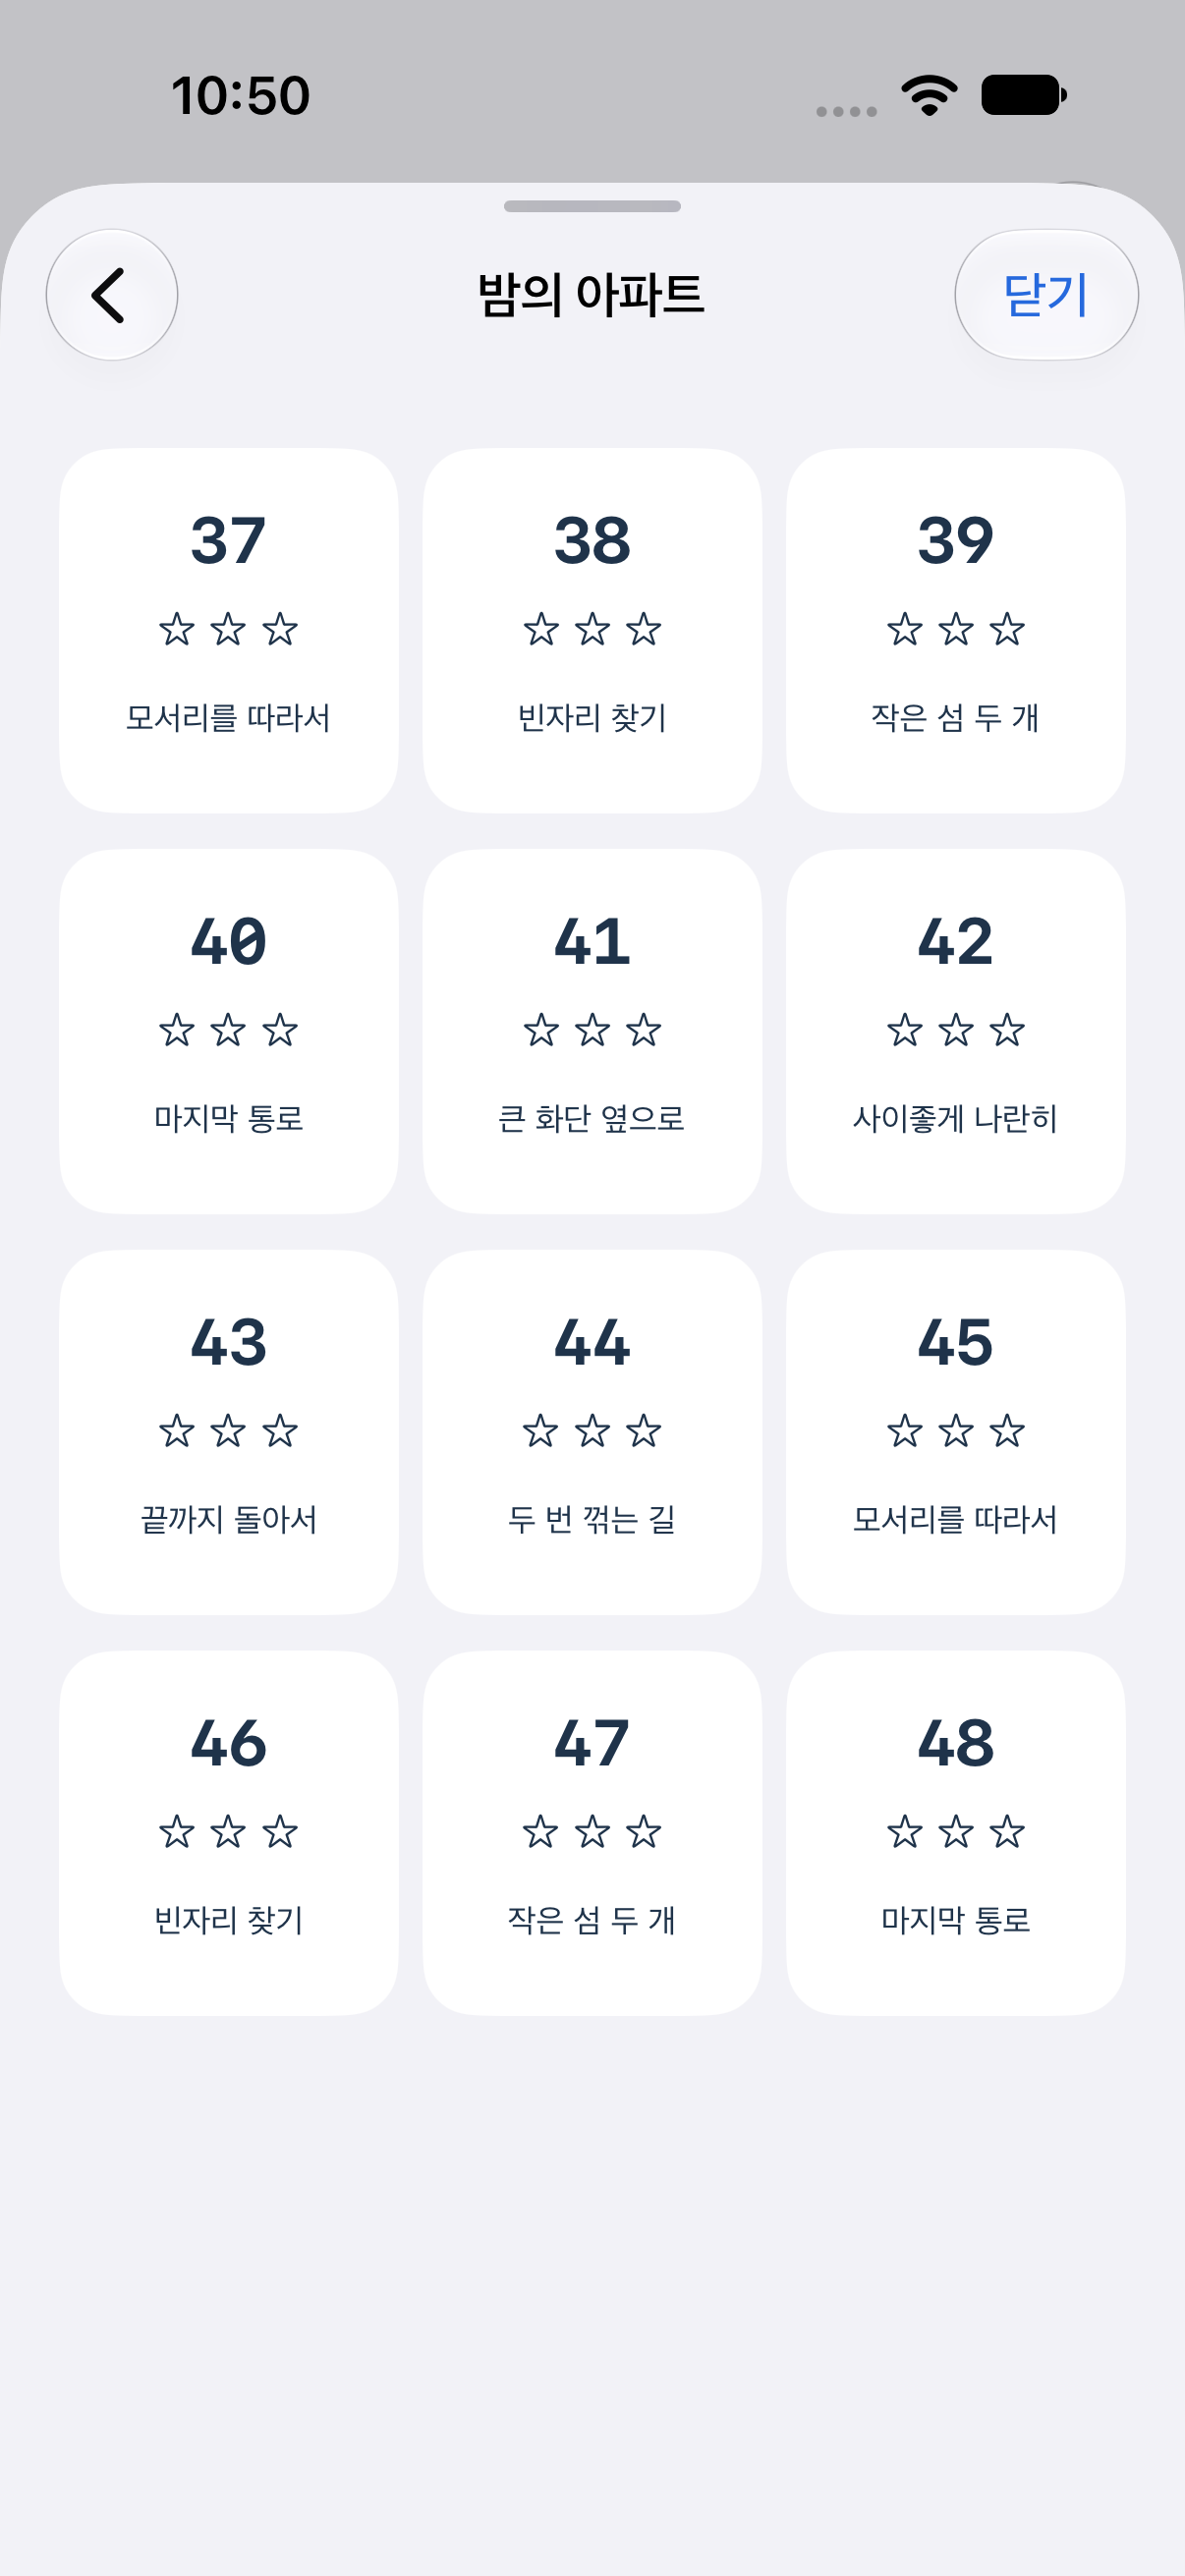 10:50
밤의 아파트
닫기
37
38
39
☆ ☆ ☆
☆ ☆ ☆
☆ ☆ ☆
모서리를 따라서
빈자리 찾기
작은 섬 두 개
40
41
42
☆ ☆ ☆
☆ ☆ ☆
☆ ☆ ☆
마지막 통로
큰 화단 옆으로
사이좋게 나란히
43
44
45
☆ ☆ ☆
☆ ☆ ☆
☆ ☆ ☆
끝까지 돌아서
두 번 꺾는 길
모서리를 따라서
46
47
48
☆ ☆ ☆
☆ ☆ ☆
☆ ☆ ☆
빈자리 찾기
작은 섬 두 개
마지막 통로